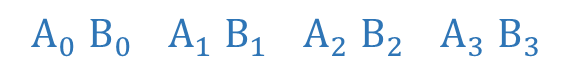 A₀ B₀ A₁ B₁ A₂ B₂ A₃ B₃